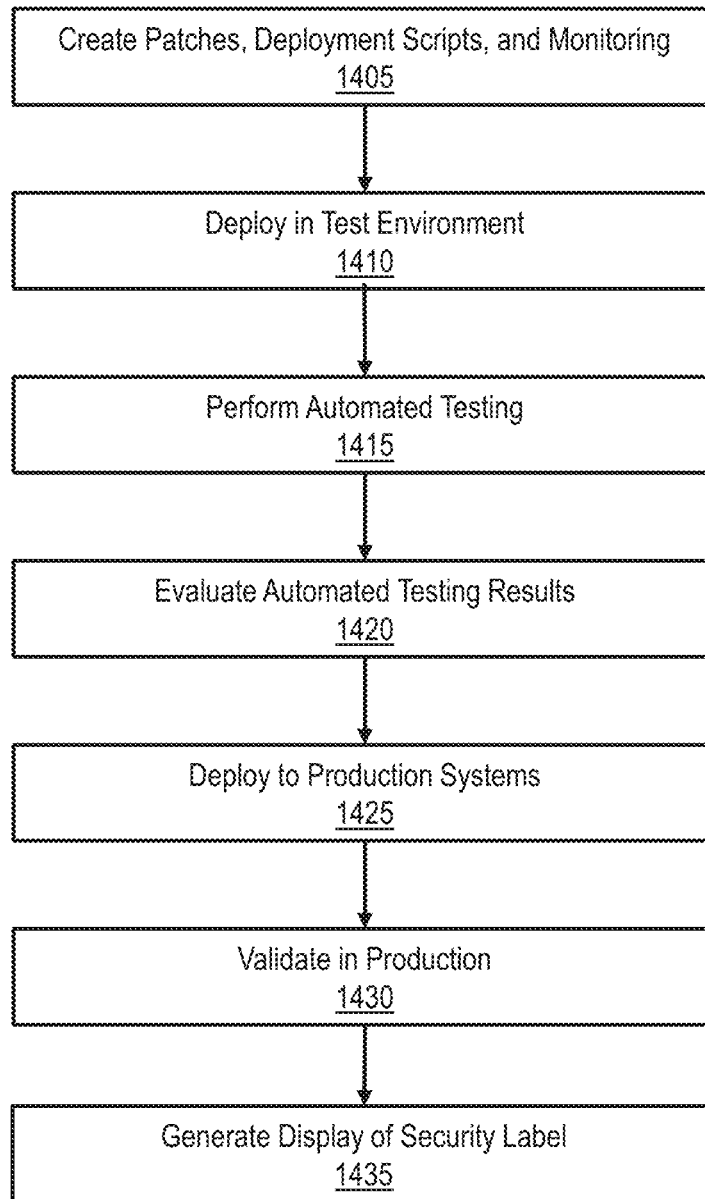 Create Patches, Deployment Scripts, and Monitoring
1405
Deploy in Test Environment
1410
Perform Automated Testing
1415
Evaluate Automated Testing Results
1420
Deploy to Production Systems
1425
Validate in Production
1430
Generate Display of Security Label
1435